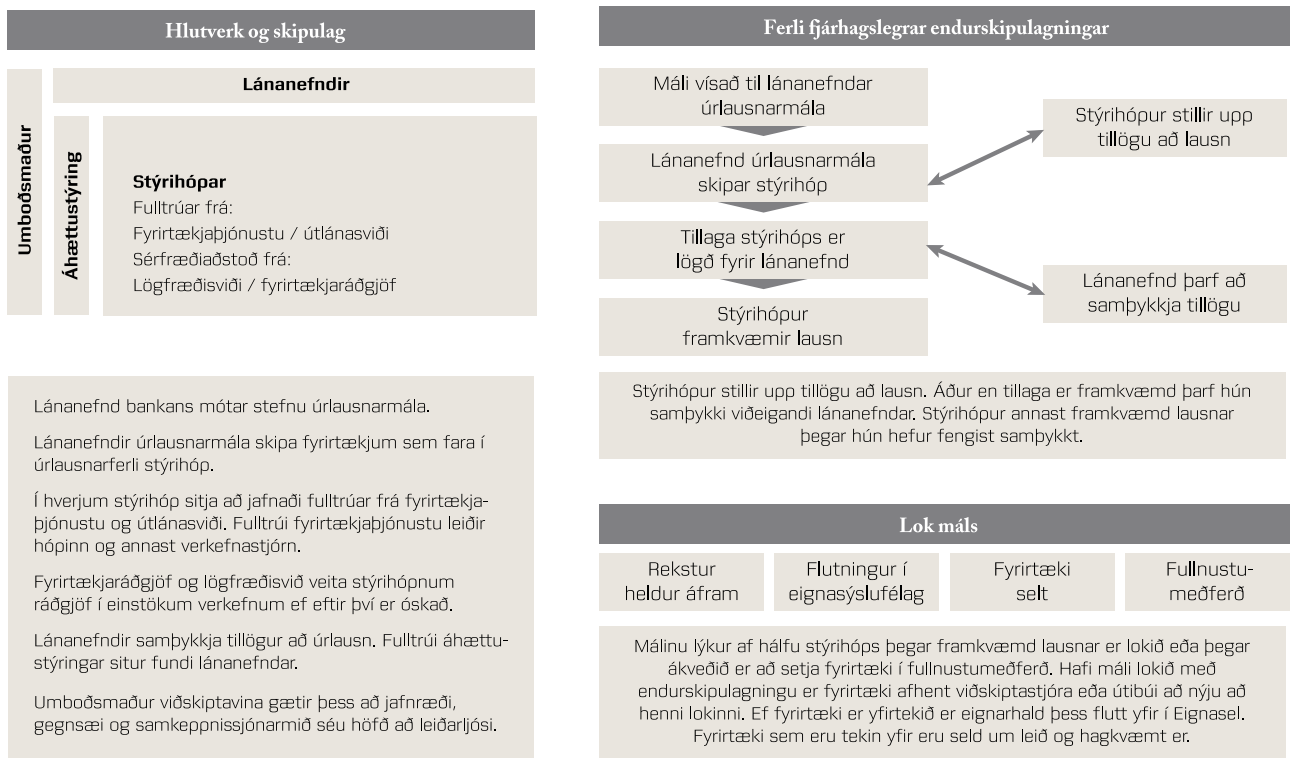 Hlutverk og skipulag
Lánanefndir
Umboðsmaður
Áhættustýring
Stýrihópar
Fulltrúar frá:
Fyrirtækjaþjónustu / útlánasviði
Sérfræðiaðstoð frá:
Lögfræðisviði / fyrirtækjaráðgjöf
Lánanefnd bankans mótar stefnu úrlausnarmála.
Lánanefndir úrlausnarmála skipa fyrirtækjum sem fara í
úrlausnarferli stýrihóp.
Í hverjum stýrihóp sitja að jafnaði fulltrúar frá fyrirtækja-
þjónustu og útlánasviði. Fulltrúi fyrirtækjaþjónustu leiðir
hópinn og annast verkefnastjórn.
Fyrirtækjaráðgjöf og lögfræðisvið veita stýrihópnum
ráðgjöf í einstökum verkefnum ef eftir því er óskað.
Lánanefndir samþykkja tillögur að úrlausn. Fulltrúi áhættu-
stýringar situr fundi lánanefndar.
Umboðsmaður viðskiptavina gætir þess að jafnræði,
gegnsæi og samkeppnissjónarmið séu höfð að leiðarljósi.
Ferli fjárhagslegrar endurskipulagningar
Máli vísað til lánanefndar
úrlausnarmála
Lánanefnd úrlausnarmála
skipar stýrihóp
Tillaga stýrihóps er
lögð fyrir lánanefnd
Stýrihópur
framkvæmir lausn
Stýrihópur stillir upp
tillögu að lausn
Lánanefnd þarf að
samþykkja tillögu
Stýrihópur stillir upp tillögu að lausn. Áður en tillaga er framkvæmd þarf hún
samþykki viðeigandi lánanefndar. Stýrihópur annast framkvæmd lausnar
þegar hún hefur fengist samþykkt.
Lok máls
Rekstur
heldur áfram
Flutningur í
eignasýslufélag
Fyrirtæki
selt
Fullnustu-
meðferð
Málinu lýkur af hálfu stýrihóps þegar framkvæmd lausnar er lokið eða þegar
ákveðið er að setja fyrirtæki í fullnustumeðferð. Hafi máli lokið með
endurskipulagningu er fyrirtæki afhent viðskiptastjóra eða útibúi að nýju að
henni lokinni. Ef fyrirtæki er yfirtekið er eignarhald þess flutt yfir í Eignasel.
Fyrirtæki sem eru tekin yfir eru seld um leið og hagkvæmt er.